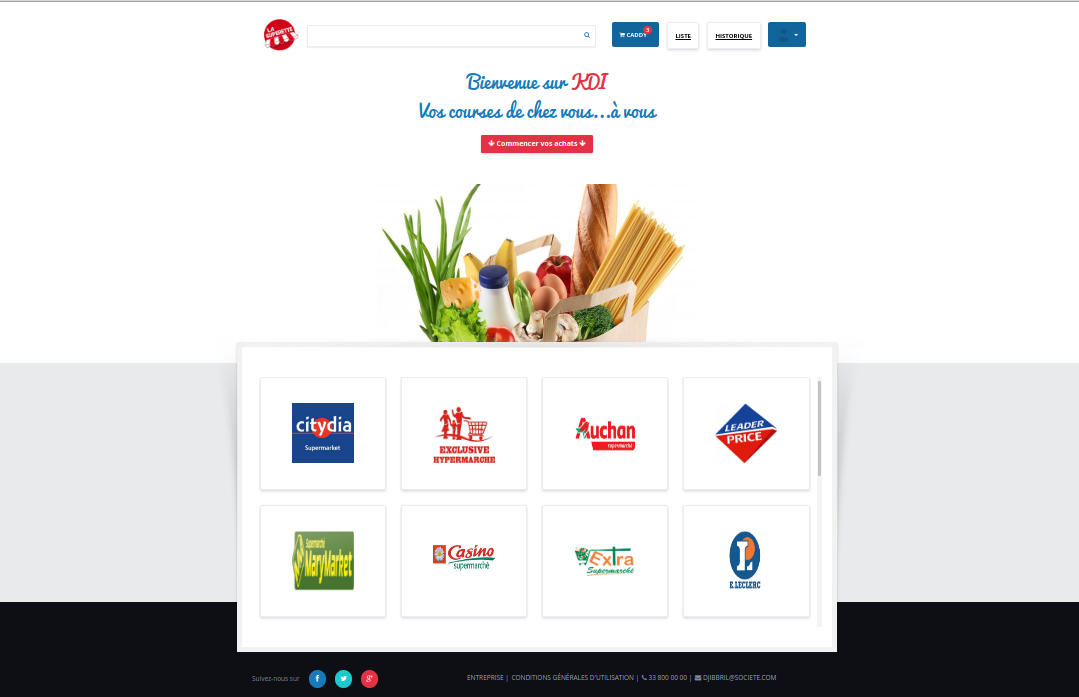 LA SUPERETTE
CADDY 3
LISTE
HISTORIQUE
Bienvenue sur KDI
Vos courses de chez vous...à vous
Commencer vos achats
citydia
Supermarket
EXCLUSIVE
HYPERMARCHE
Auchan
supermarché
LEADER
PRICE
Supermarché
MaryMarket
Casino
supermarché
Extra
Supermarché
L
E.LECLERC
Suivez-nous sur
ENTREPRISE | CONDITIONS GÉNÉRALES D'UTILISATION | 33 800 00 00 | DJIBBRIL@SOCIETE.COM